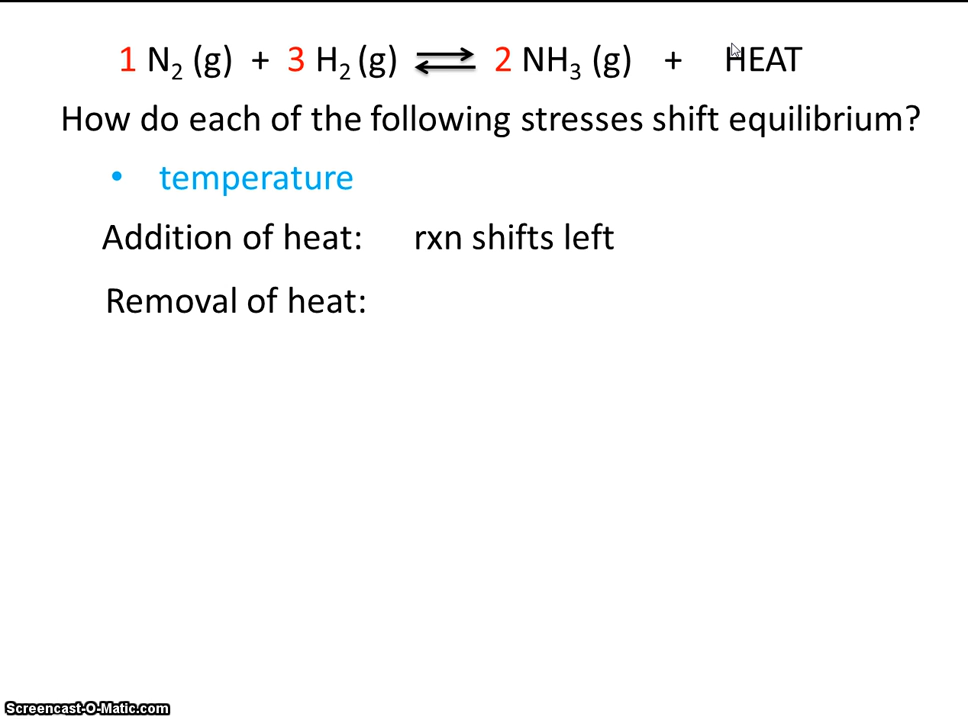 1 N₂ (g) + 3 H₂ (g) ⇌ 2 NH₃ (g) + HEAT
How do each of the following stresses shift equilibrium?
• temperature
Addition of heat: rxn shifts left
Removal of heat:
Screencast-O-Matic.com